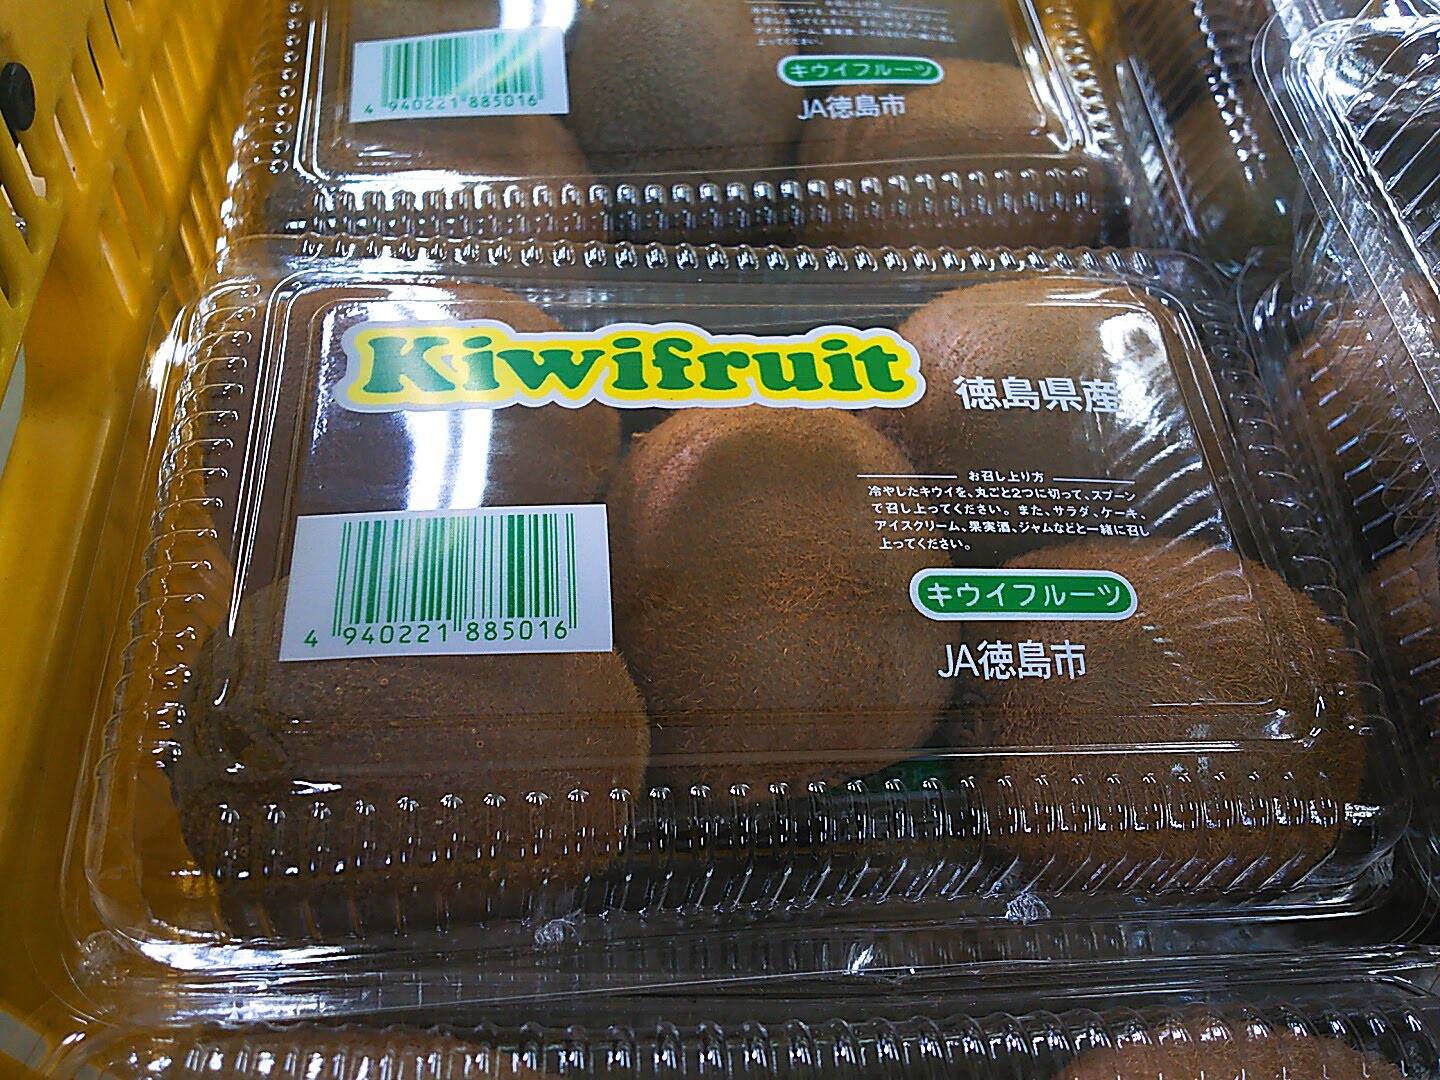 キウイフルーツ
JA徳島市
4 940221 885016
Kiwifruit
徳島県産
お召し上り方
冷やしたキウイを、丸ごと2つに切って、スプーン
で召し上ってください。また、サラダ、ケーキ、
アイスクリーム、果実酒、ジャムなどと一緒に召し
上ってください。
キウイフルーツ
JA徳島市
4 940221 885016